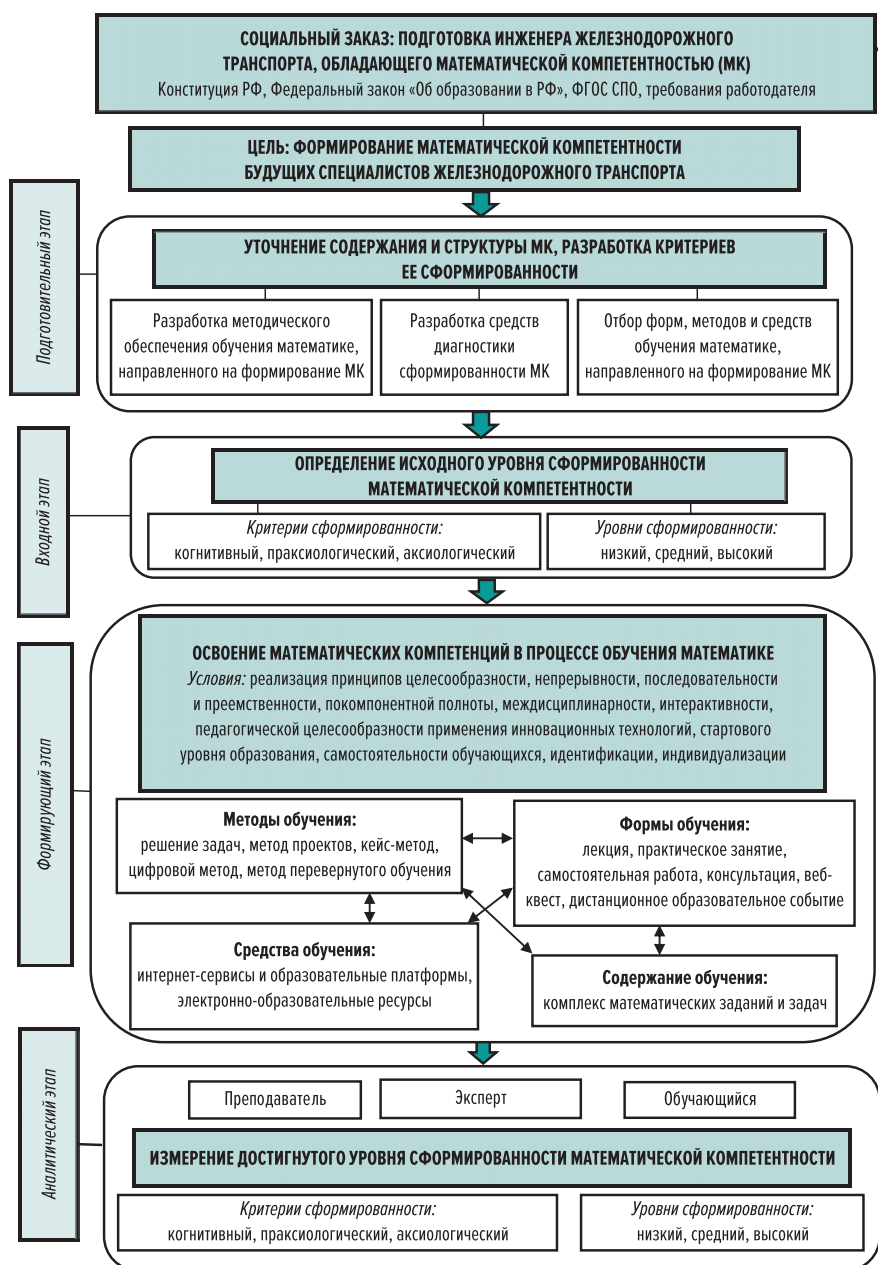 СОЦИАЛЬНЫЙ ЗАКАЗ: ПОДГОТОВКА ИНЖЕНЕРА ЖЕЛЕЗНОДОРОЖНОГО
ТРАНСПОРТА, ОБЛАДАЮЩЕГО МАТЕМАТИЧЕСКОЙ КОМПЕТЕНТНОСТЬЮ (МК)
Конституция РФ, Федеральный закон «Об образовании в РФ», ФГОС СПО, требования работодателя
ЦЕЛЬ: ФОРМИРОВАНИЕ МАТЕМАТИЧЕСКОЙ КОМПЕТЕНТНОСТИ
БУДУЩИХ СПЕЦИАЛИСТОВ ЖЕЛЕЗНОДОРОЖНОГО ТРАНСПОРТА
Подготовительный этап
УТОЧНЕНИЕ СОДЕРЖАНИЯ И СТРУКТУРЫ МК, РАЗРАБОТКА КРИТЕРИЕВ
ЕЕ СФОРМИРОВАННОСТИ
Разработка методического
обеспечения обучения математике,
направленного на формирование МК
Разработка средств
диагностики
сформированности МК
Отбор форм, методов и средств
обучения математике,
направленного на формирование МК
Входной этап
ОПРЕДЕЛЕНИЕ ИСХОДНОГО УРОВНЯ СФОРМИРОВАННОСТИ
МАТЕМАТИЧЕСКОЙ КОМПЕТЕНТНОСТИ
Критерии сформированности:
когнитивный, праксиологический, аксиологический
Уровни сформированности:
низкий, средний, высокий
Формирующий этап
ОСВОЕНИЕ МАТЕМАТИЧЕСКИХ КОМПЕТЕНЦИЙ В ПРОЦЕССЕ ОБУЧЕНИЯ МАТЕМАТИКЕ
Условия: реализация принципов целесообразности, непрерывности, последовательности
и преемственности, покомпонентной полноты, междисциплинарности, интерактивности,
педагогической целесообразности применения инновационных технологий, стартового
уровня образования, самостоятельности обучающихся, идентификации, индивидуализации
Методы обучения:
решение задач, метод проектов, кейс-метод,
цифровой метод, метод перевернутого обучения
Формы обучения:
лекция, практическое занятие,
самостоятельная работа, консультация, веб-
квест, дистанционное образовательное событие
Средства обучения:
интернет-сервисы и образовательные платформы,
электронно-образовательные ресурсы
Содержание обучения:
комплекс математических заданий и задач
Аналитический этап
Преподаватель
Эксперт
Обучающийся
ИЗМЕРЕНИЕ ДОСТИГНУТОГО УРОВНЯ СФОРМИРОВАННОСТИ МАТЕМАТИЧЕСКОЙ КОМПЕТЕНТНОСТИ
Критерии сформированности:
когнитивный, праксиологический, аксиологический
Уровни сформированности:
низкий, средний, высокий